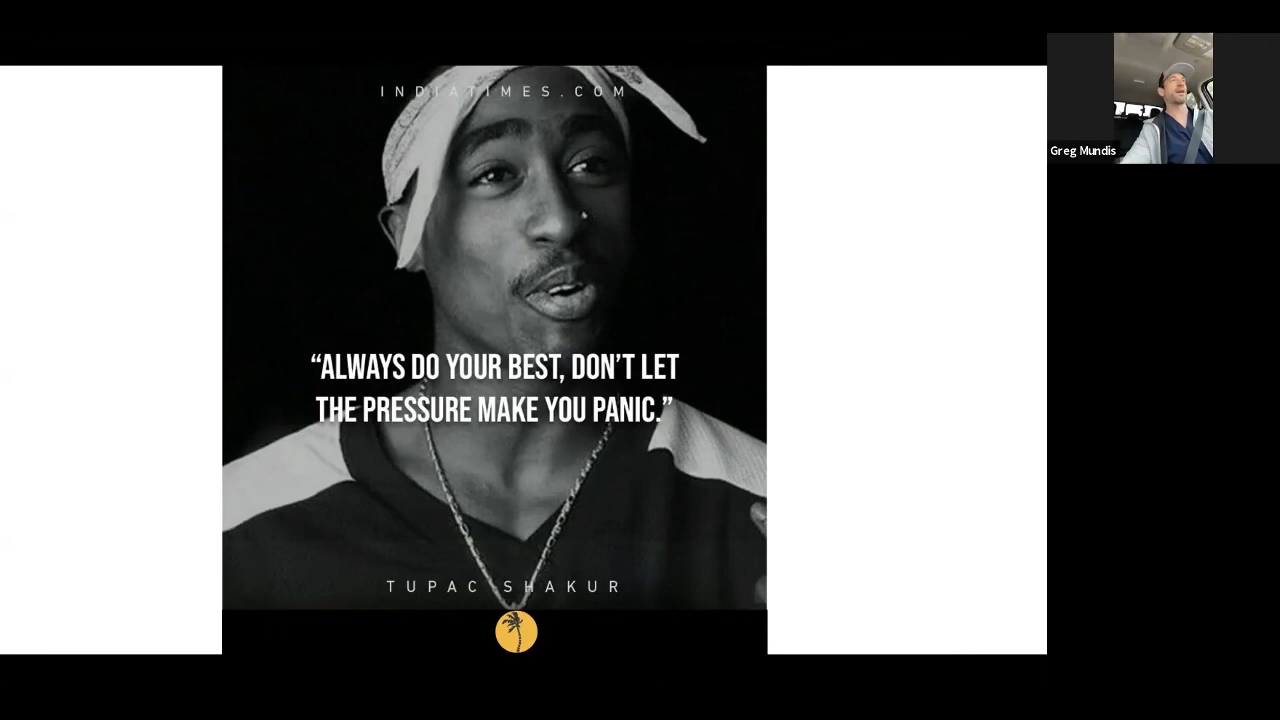 INDIATIMES.COM
Greg Mundis
“ALWAYS DO YOUR BEST, DON’T LET
THE PRESSURE MAKE YOU PANIC.”
TUPAC SHAKUR